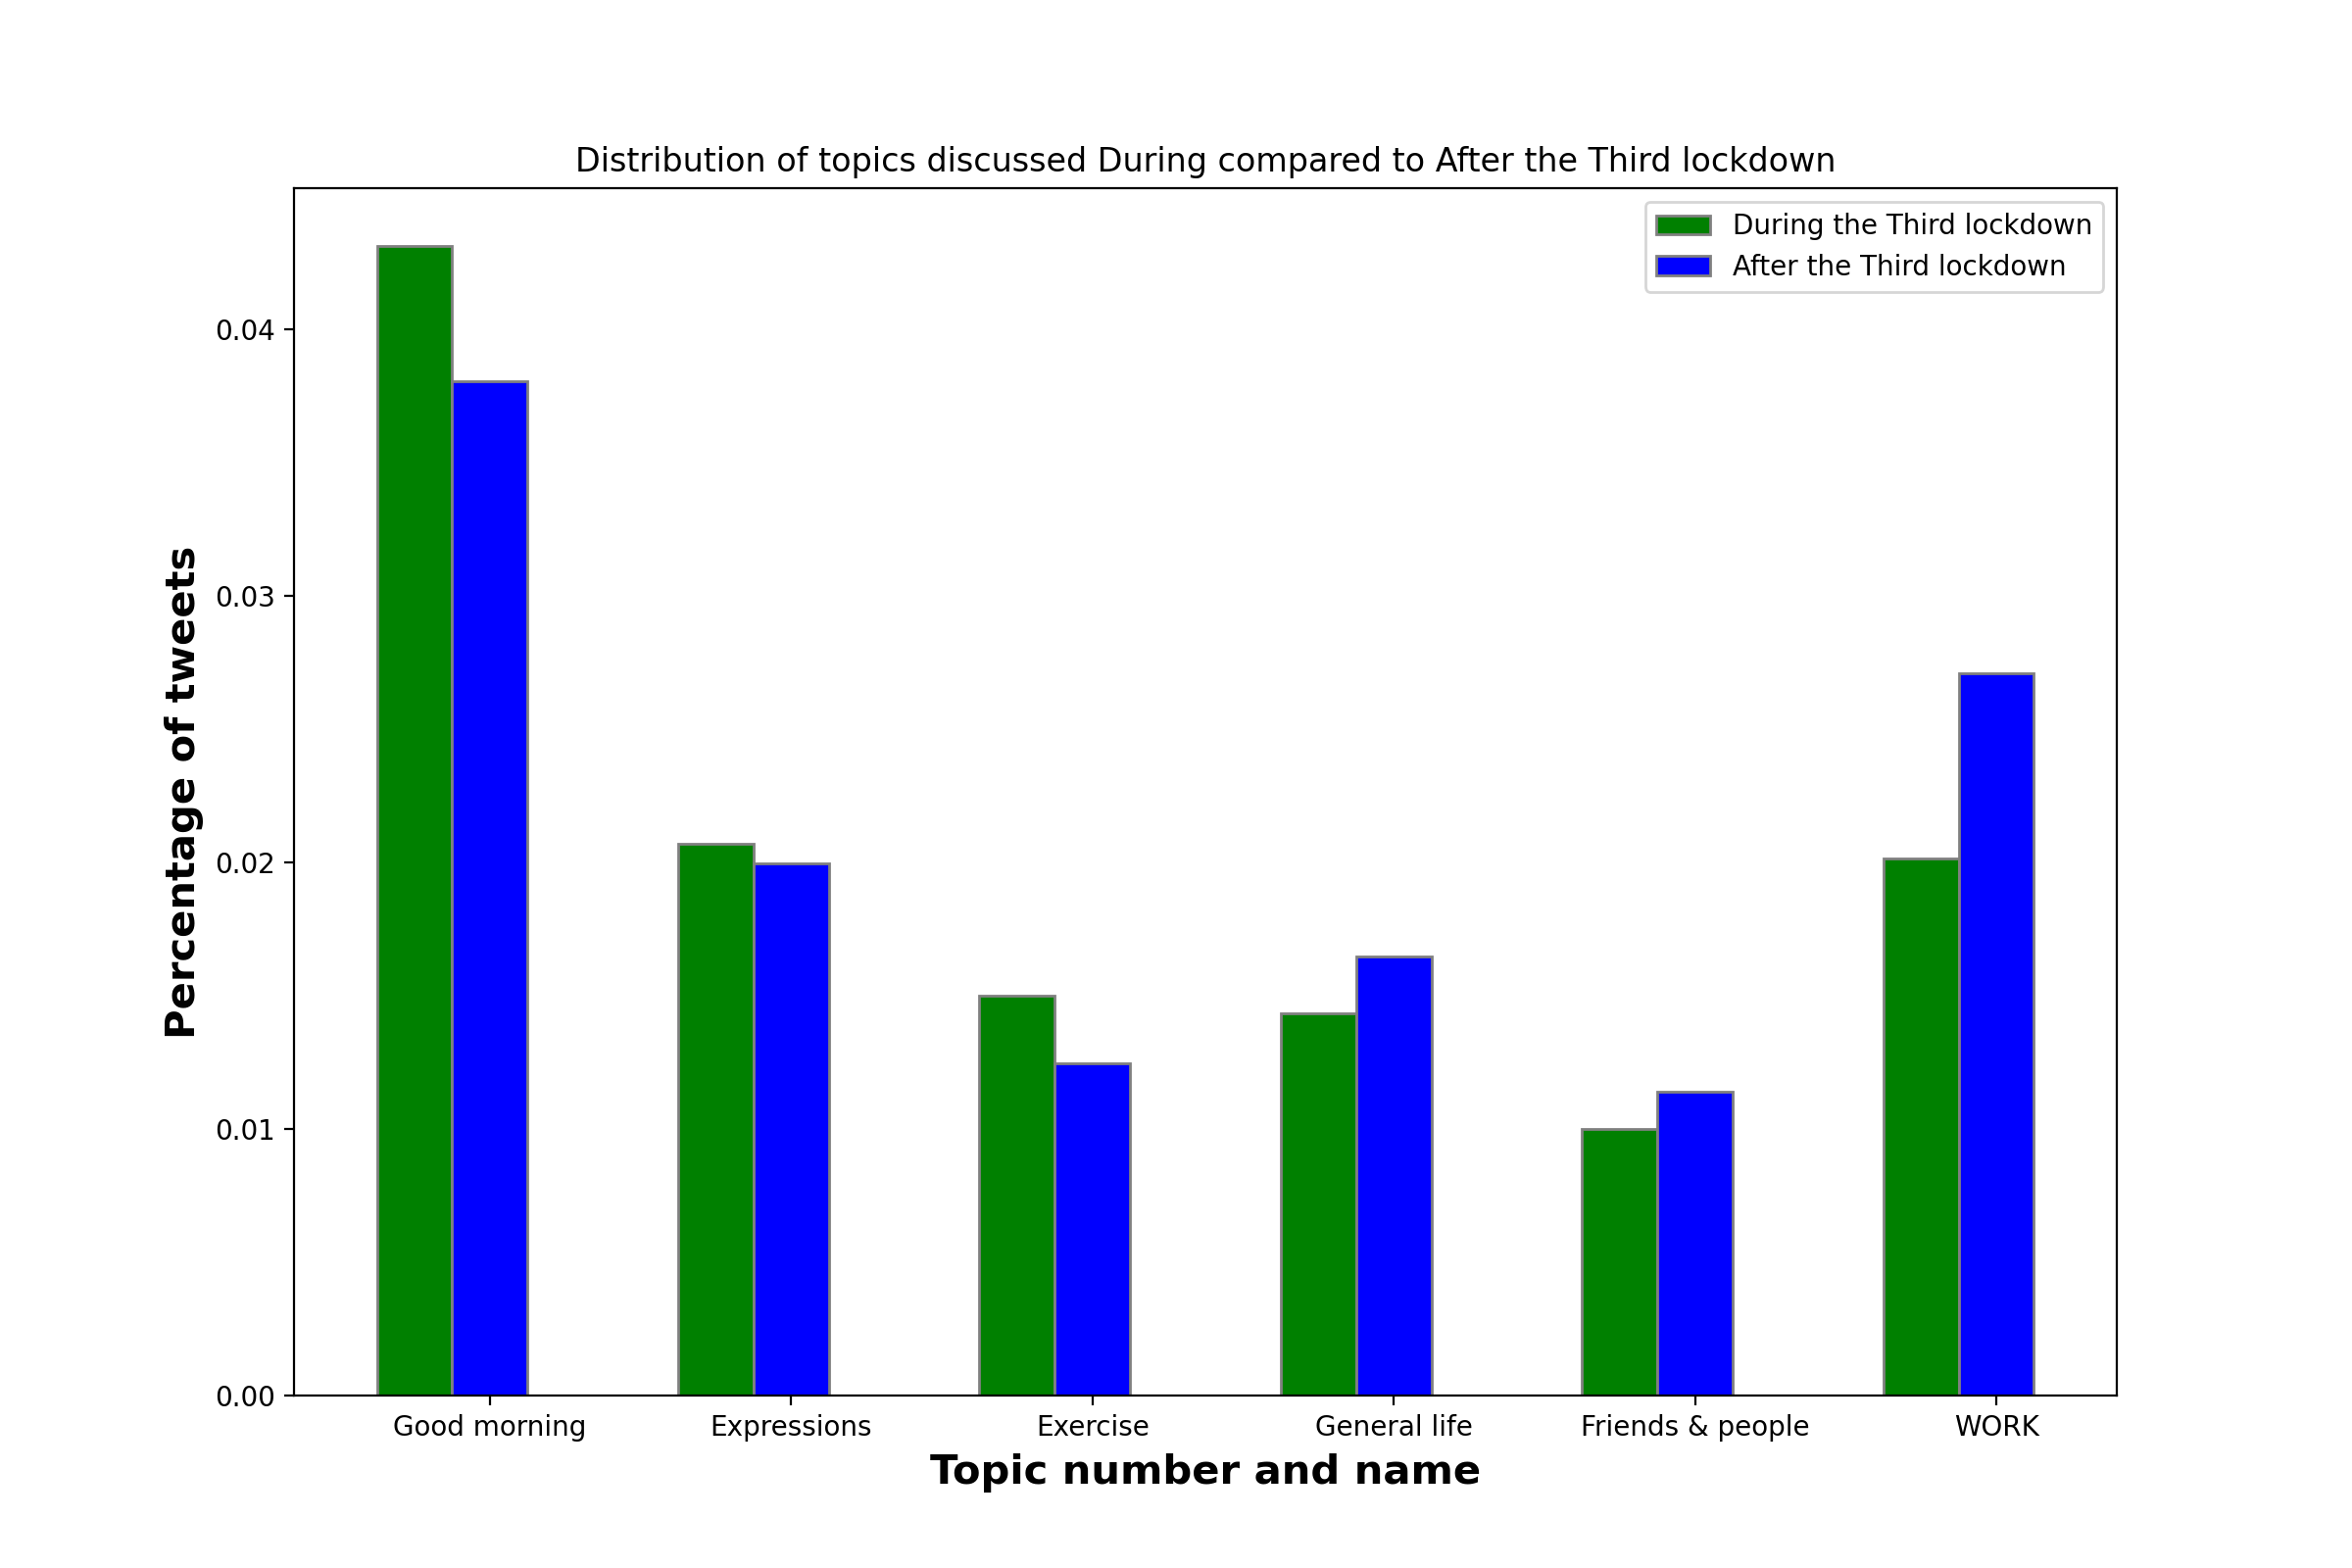 Distribution of topics discussed During compared to After the Third lockdown
During the Third lockdown
After the Third lockdown
Percentage of tweets
0.04
0.03
0.02
0.01
0.00
Good morning
Expressions
Exercise
General life
Friends & people
WORK
Topic number and name